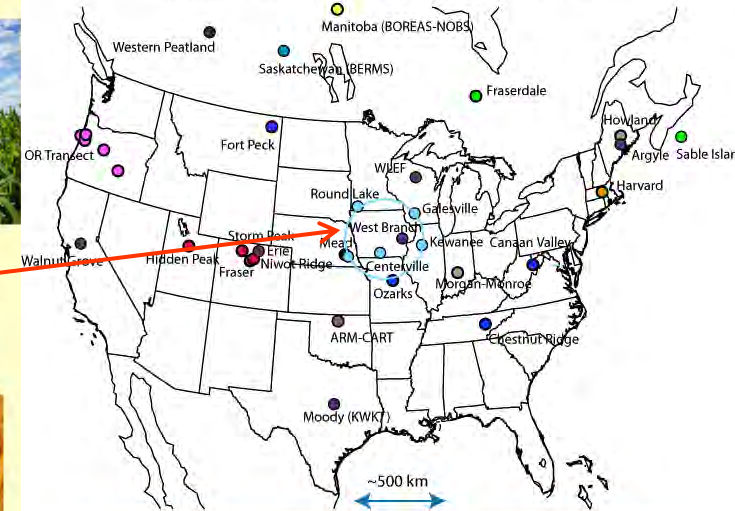 Manitoba (BOREAS-NOBS)
Western Peatland
Saskatchewan (BERMS)
Fraserdale
Howland
Fort Peck
OR Transect
Argyle
Sable Islan
WLEF
Harvard
Round Lake
Galesville
West Branch
Storm Peak
Mead
Kewanee
Canaan Valley
Erie
Walnut Grove
Hidden Peak
Niwot Ridge
Centerville
Fraser
Morgan-Monroe
Ozarks
ARM-CART
Chestnut Ridge
Moody (KWKT)
~500 km